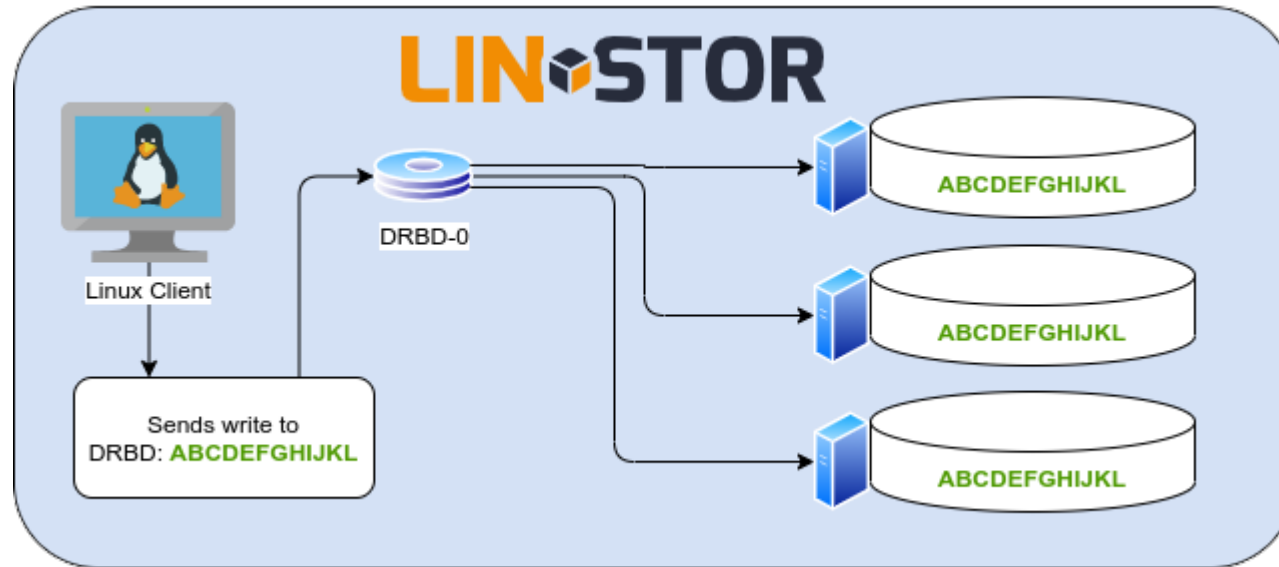 LINSTOR
Linux Client
Sends write to
DRBD: ABCDEFGHIJKL
DRBD-0
ABCDEFGHIJKL
ABCDEFGHIJKL
ABCDEFGHIJKL